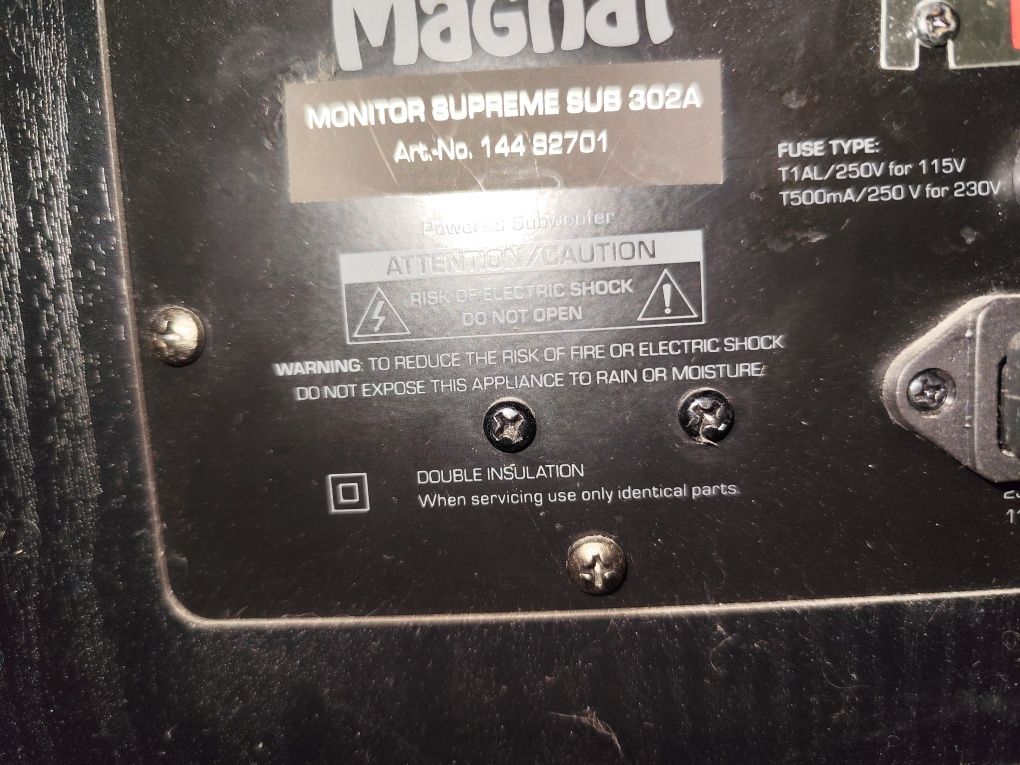 Magnat
MONITOR SUPREME SUB 302A
Art.-No. 144 82701
FUSE TYPE:
T1AL/250V for 115V
T500mA/250 V for 230V
Powered Subwoofer
ATTENTION/CAUTION
RISK OF ELECTRIC SHOCK
DO NOT OPEN
WARNING: TO REDUCE THE RISK OF FIRE OR ELECTRIC SHOCK
DO NOT EXPOSE THIS APPLIANCE TO RAIN OR MOISTURE
DOUBLE INSULATION
When servicing use only identical parts.